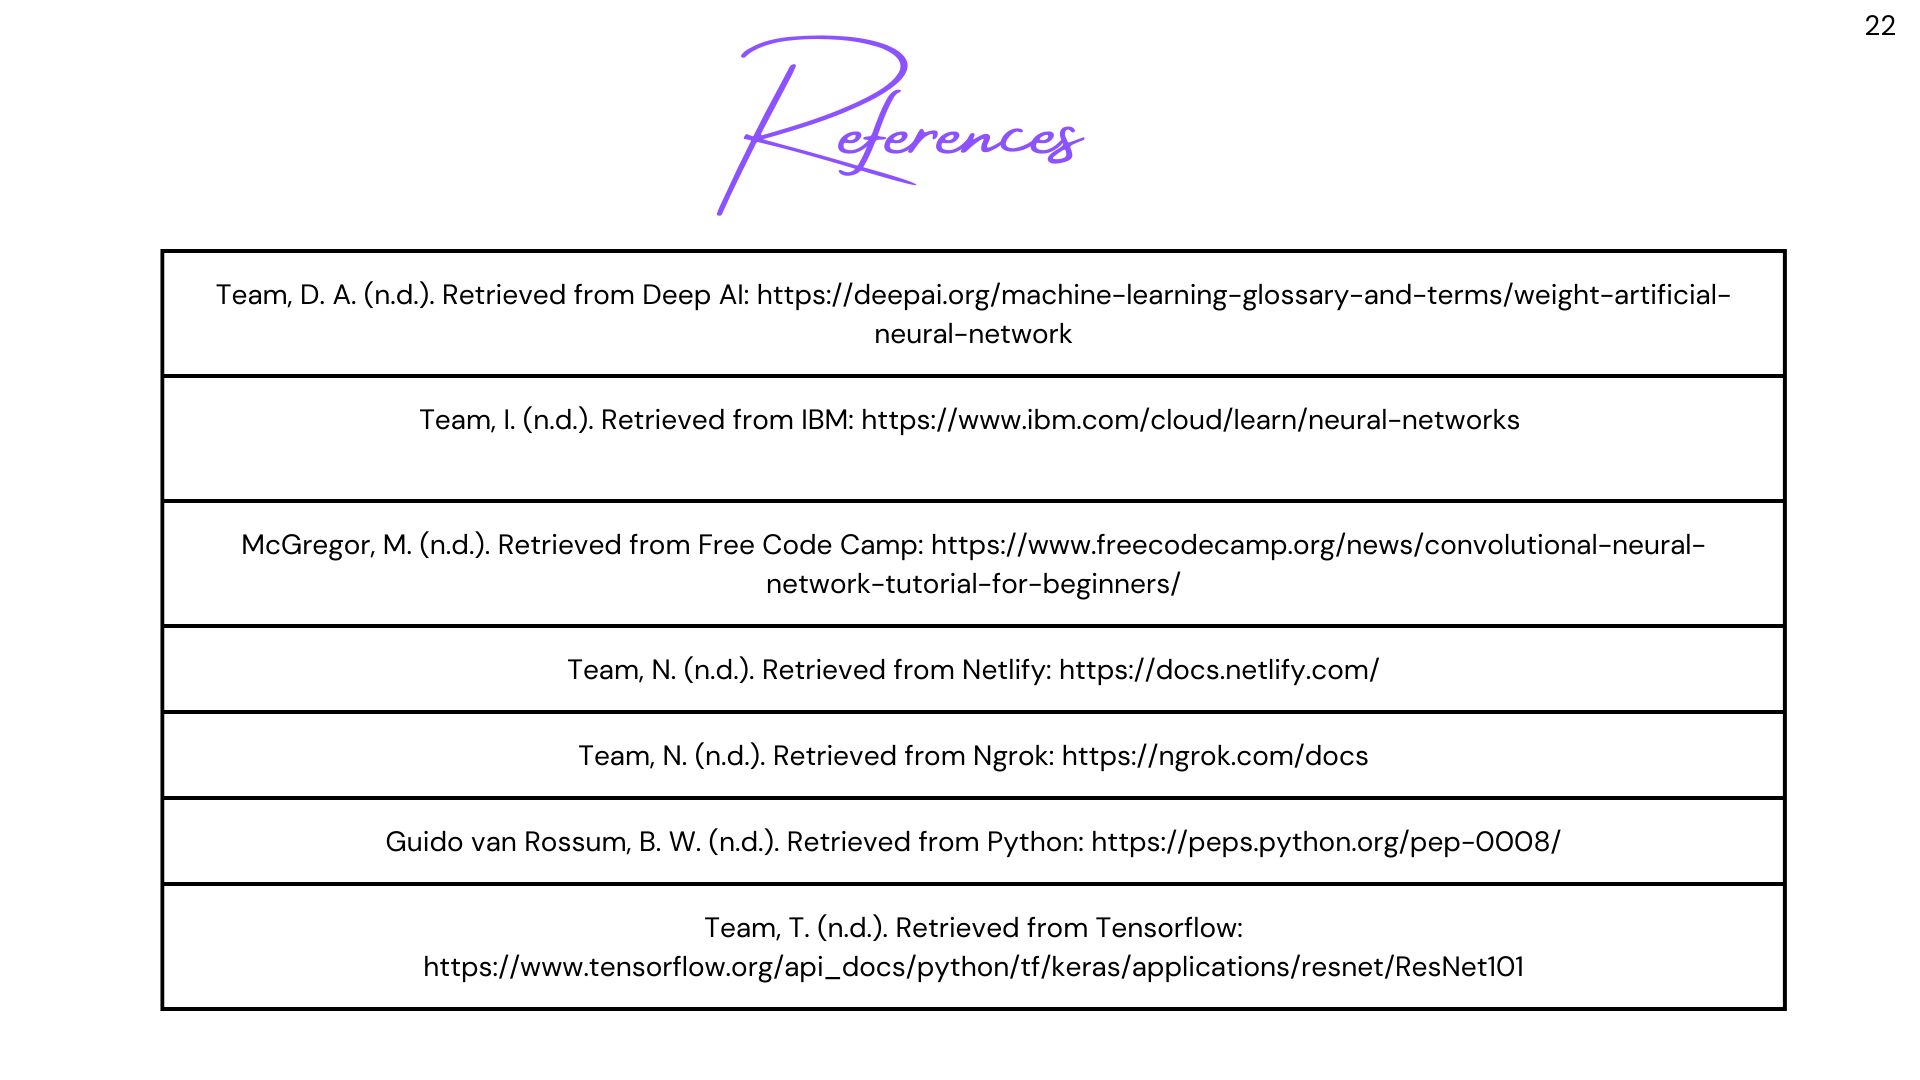 22
References
Team, D. A. (n.d.). Retrieved from Deep AI: https://deepai.org/machine-learning-glossary-and-terms/weight-artificial-
neural-network
Team, I. (n.d.). Retrieved from IBM: https://www.ibm.com/cloud/learn/neural-networks
McGregor, M. (n.d.). Retrieved from Free Code Camp: https://www.freecodecamp.org/news/convolutional-neural-
network-tutorial-for-beginners/
Team, N. (n.d.). Retrieved from Netlify: https://docs.netlify.com/
Team, N. (n.d.). Retrieved from Ngrok: https://ngrok.com/docs
Guido van Rossum, B. W. (n.d.). Retrieved from Python: https://peps.python.org/pep-0008/
Team, T. (n.d.). Retrieved from Tensorflow:
https://www.tensorflow.org/api_docs/python/tf/keras/applications/resnet/ResNet101